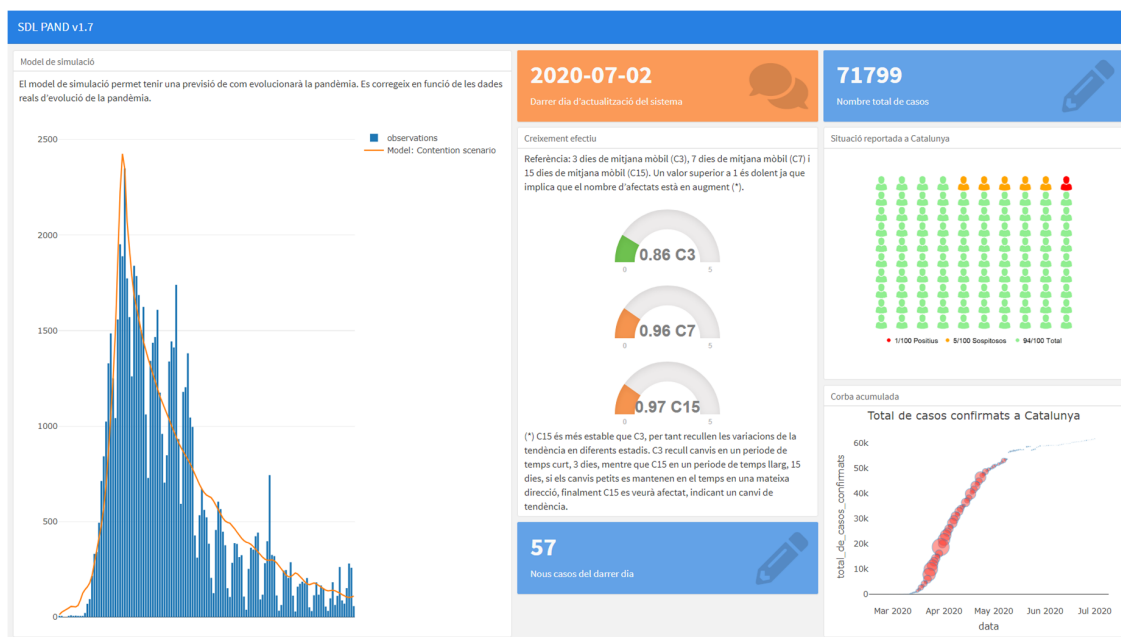 SDL PAND v1.7
Model de simulació
El model de simulació permet tenir una previsió de com evolucionarà la pandèmia. Es corregeix en funció de les dades
reals d'evolució de la pandèmia.
2500
2000
1500
1000
500
0
observations
Model: Contention scenario
2020-07-02
Darrer dia d'actualització del sistema
Creixement efectiu
Referència: 3 dies de mitjana mòbil (C3), 7 dies de mitjana mòbil (C7) i
15 dies de mitjana mòbil (C15). Un valor superior a 1 és dolent ja que
implica que el nombre d'afectats està en augment (*).
0.86 C3
0 5
0.96 C7
0 5
0.97 C15
0 5
(*) C15 és més estable que C3, per tant recullen les variacions de la
tendència en diferents estadis. C3 recull canvis en un periode de
temps curt, 3 dies, mentre que C15 en un periode de temps llarg, 15
dies, si els canvis petits es mantenen en el temps en una mateixa
direcció, finalment C15 es veurà afectat, indicant un canvi de
tendència.
57
Nous casos del darrer dia
71799
Nombre total de casos
Situació reportada a Catalunya
1/100 Positius 5/100 Sospitosos 94/100 Total
Corba acumulada
Total de casos confirmats a Catalunya
total_de_casos_confirmats
60k
50k
40k
30k
20k
10k
0
Mar 2020 Apr 2020 May 2020 Jun 2020 Jul 2020
data